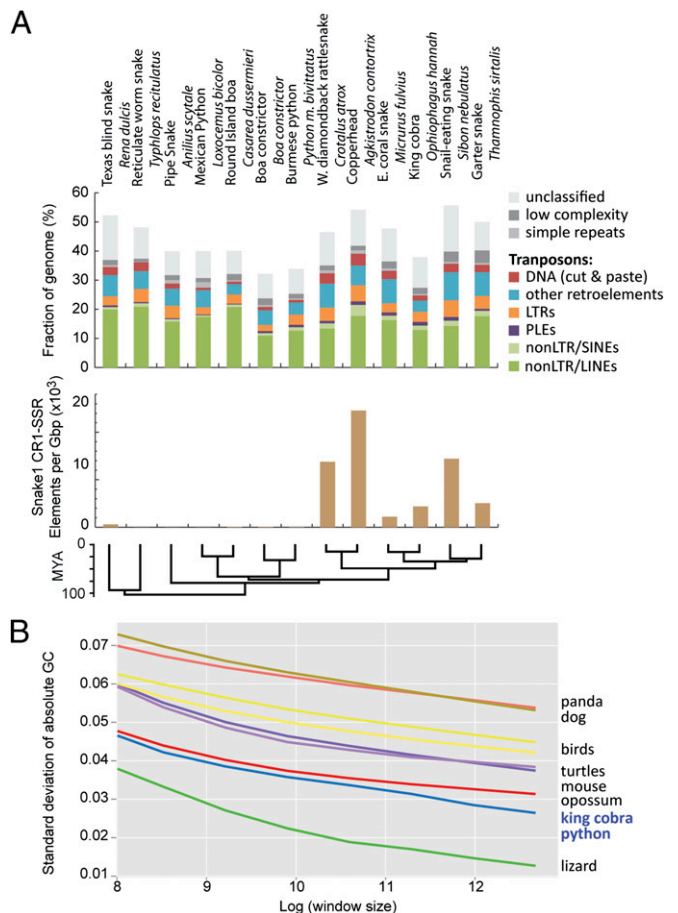 A
Texas blind snake
Rena dulcis
Reticulate worm snake
Typhlops recitulatus
Pipe Snake
Anilius scytale
Mexican Python
Loxocemus bicolor
Round Island boa
Casarea dussermieri
Boa constrictor
Boa constrictor
Burmese python
Python m. bivittatus
W. diamondback rattlesnake
Crotalus atrox
Copperhead
Agkistrodon contortrix
E. coral snake
Micrurus fulvius
King cobra
Ophiophagus hannah
Snail-eating snake
Sibon nebulatus
Garter snake
Thamnophis sirtalis
Fraction of genome (%)
60
50
40
30
20
10
0
unclassified
low complexity
simple repeats
Tranposons:
DNA (cut & paste)
other retroelements
LTRs
PLEs
nonLTR/SINEs
nonLTR/LINEs
Snake1 CR1-SSR
Elements per Gbp (x10³)
20
10
0
MYA
0
100
B
Standard deviation of absolute GC
0.07
0.06
0.05
0.04
0.03
0.02
0.01
8
9
10
11
12
Log (window size)
panda
dog
birds
turtles
mouse
opossum
king cobra
python
lizard